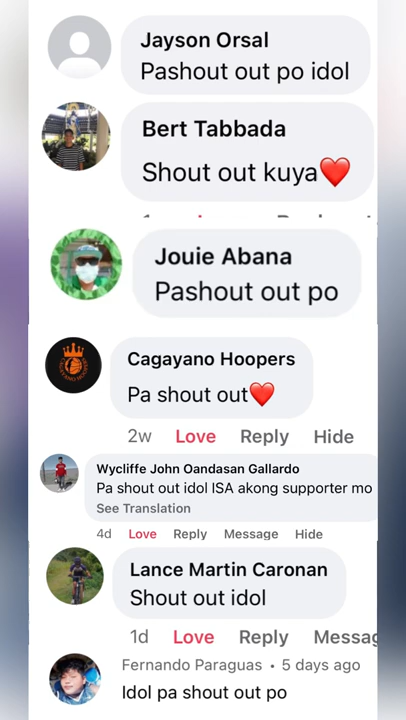 Jayson Orsal
Pashout out po idol
Bert Tabbada
Shout out kuya❤️
Jouie Abana
Pashout out po
Cagayano Hoopers
Pa shout out❤️
2w Love Reply Hide
Wycliffe John Oandasan Gallardo
Pa shout out idol ISA akong supporter mo
See Translation
4d Love Reply Message Hide
Lance Martin Caronan
Shout out idol
1d Love Reply Messag
Fernando Paraguas • 5 days ago
Idol pa shout out po